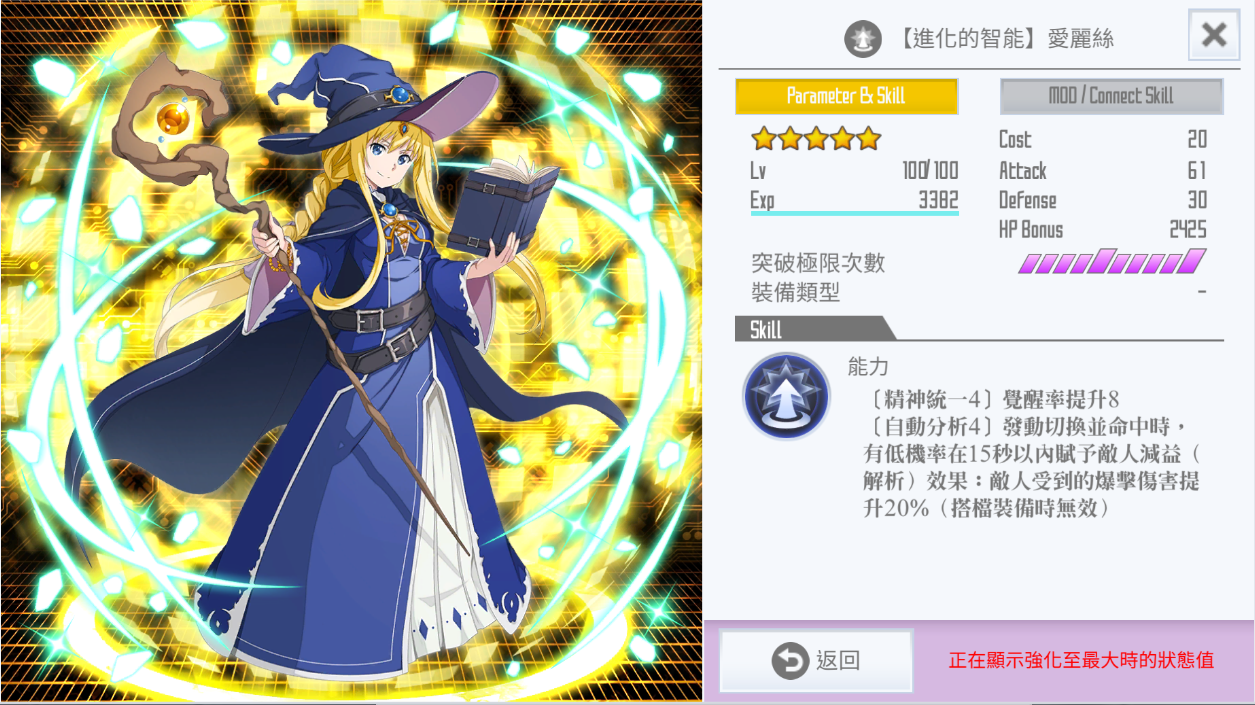 【進化的智能】愛麗絲
Parameter & Skill
MOD / Connect Skill
Lv 100/100
Exp 3382
Cost 20
Attack 61
Defense 30
HP Bonus 2425
突破極限次數
裝備類型 -
Skill
能力
〔精神統一4〕覺醒率提升8
〔自動分析4〕發動切換並命中時，
有低機率在15秒以內賦予敵人減益（
解析）效果：敵人受到的爆擊傷害提
升20%（搭檔裝備時無效）
返回
正在顯示強化至最大時的狀態值